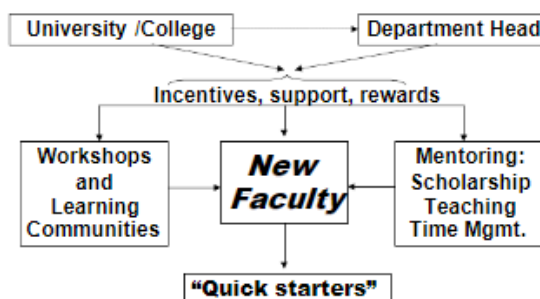 University /College
Department Head
Incentives, support, rewards
Workshops
and
Learning
Communities
New
Faculty
Mentoring:
Scholarship
Teaching
Time Mgmt.
“Quick starters”